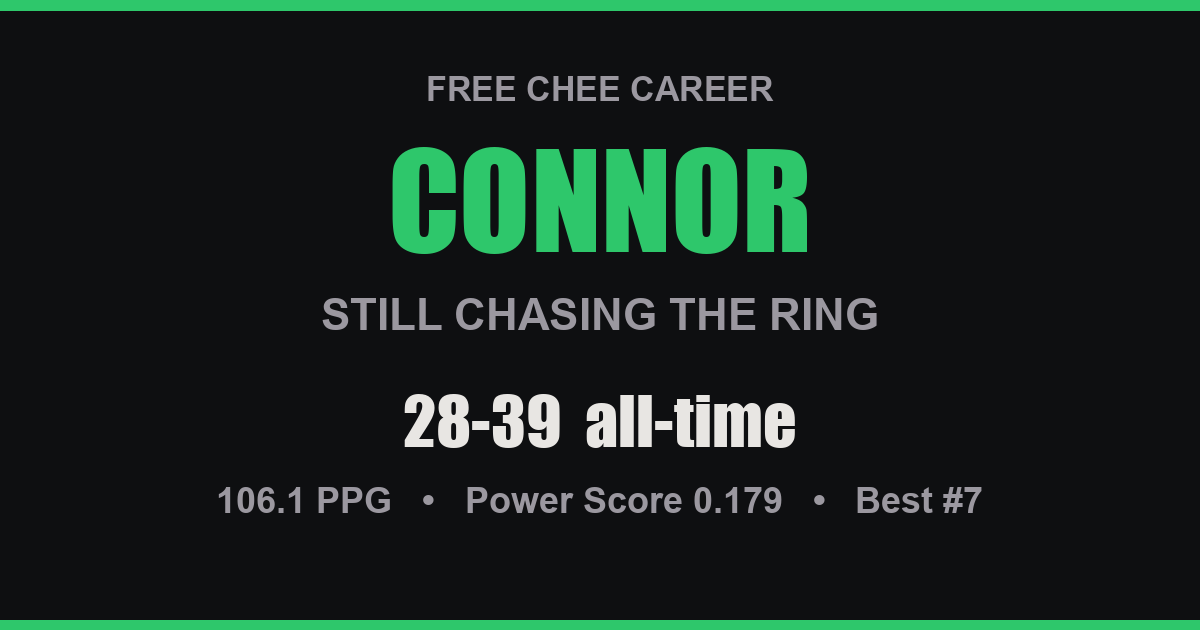 FREE CHEE CAREER
CONNOR
STILL CHASING THE RING
28-39 all-time
106.1 PPG • Power Score 0.179 • Best #7